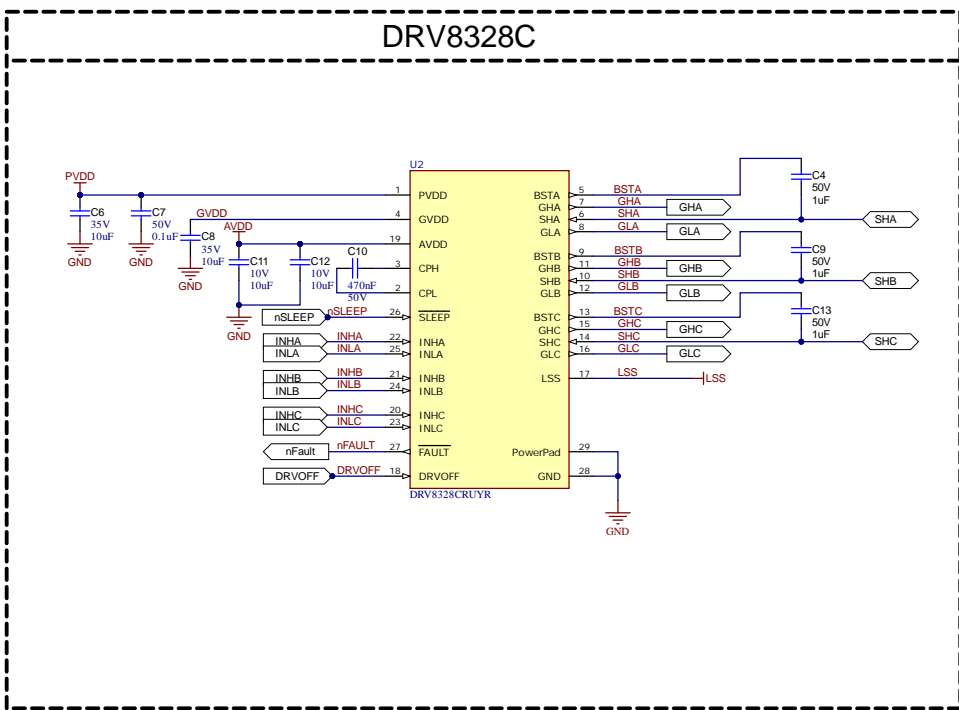 DRV8328C
U2
PVDD
C6
35V
10uF
GND
C7
50V
0.1uF
GND
GVDD
C8
35V
10uF
GND
AVDD
C11
10V
10uF
GND
C12
10V
10uF
C10
470nF
50V
1 PVDD
4 GVDD
19 AVDD
3 CPH
2 CPL
nSLEEP nSLEEP 26 SLEEP
INHA INHA 22 INHA
INLA INLA 25 INLA
INHB INHB 21 INHB
INLB INLB 24 INLB
INHC INHC 20 INHC
INLC INLC 23 INLC
nFault nFAULT 27 FAULT
DRVOFF DRVOFF 18 DRVOFF
BSTA 5 BSTA
GHA 7 GHA GHA
SHA 6 SHA SHA
GLA 8 GLA GLA
BSTB 9 BSTB
GHB 11 GHB GHB
SHB 10 SHB SHB
GLB 12 GLB GLB
BSTC 13 BSTC
GHC 15 GHC GHC
SHC 14 SHC SHC
GLC 16 GLC GLC
LSS 17 LSS LSS
PowerPad 29
GND 28
GND
C4
50V
1uF
C9
50V
1uF
C13
50V
1uF
DRV8328CRUYR